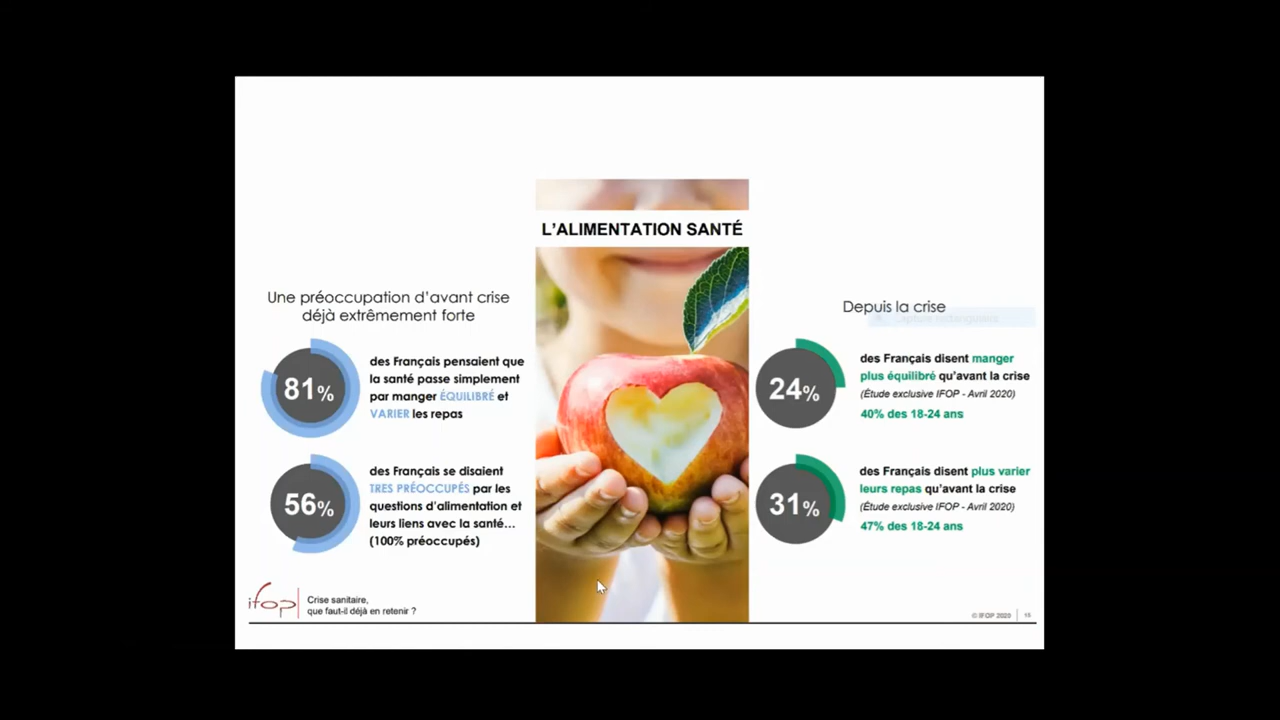 L'ALIMENTATION SANTÉ
Une préoccupation d'avant crise
déjà extrêmement forte
81%
des Français pensaient que
la santé passe simplement
par manger ÉQUILIBRÉ et
VARIER les repas
56%
des Français se disaient
TRES PRÉOCCUPÉS par les
questions d'alimentation et
leurs liens avec la santé...
(100% préoccupés)
Depuis la crise
Capture rectangulaire
24%
des Français disent manger
plus équilibré qu'avant la crise
(Étude exclusive IFOP - Avril 2020)
40% des 18-24 ans
31%
des Français disent plus varier
leurs repas qu'avant la crise
(Étude exclusive IFOP - Avril 2020)
47% des 18-24 ans
ifop
Crise sanitaire,
que faut-il déjà en retenir ?
© IFOP 2020
15